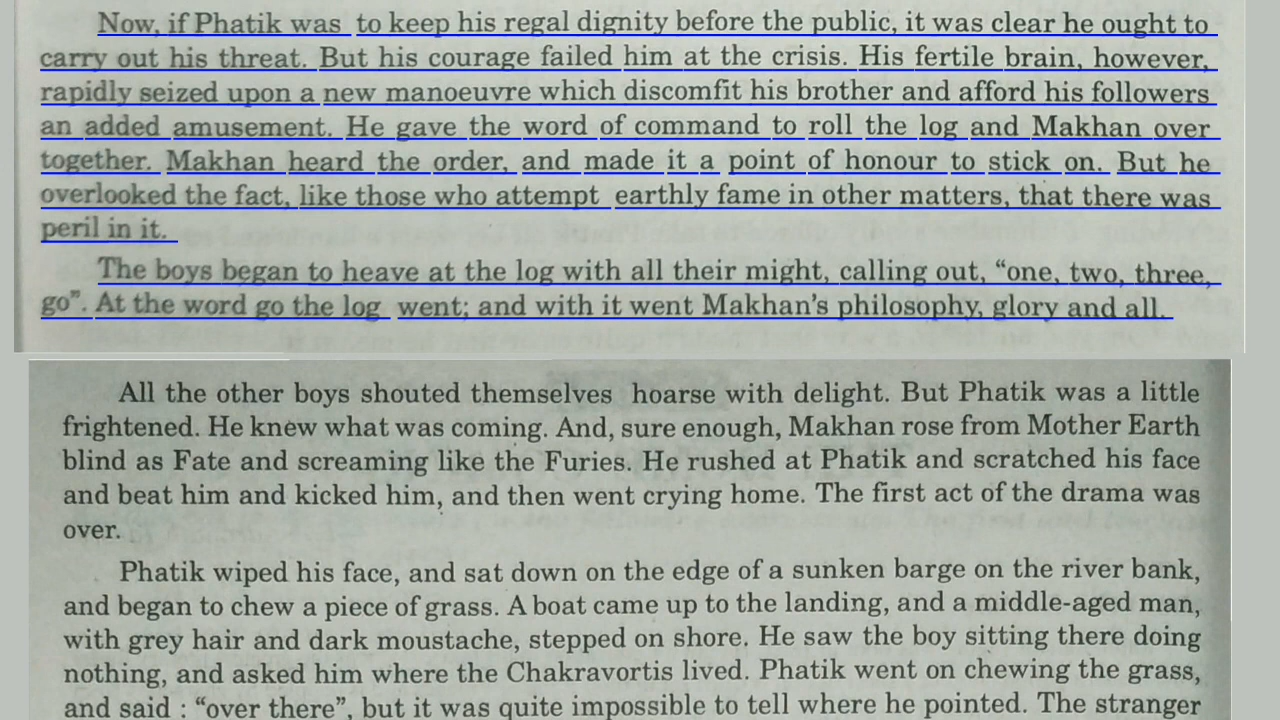 Now, if Phatik was to keep his regal dignity before the public, it was clear he ought to
carry out his threat. But his courage failed him at the crisis. His fertile brain, however,
rapidly seized upon a new manoeuvre which discomfit his brother and afford his followers
an added amusement. He gave the word of command to roll the log and Makhan over
together. Makhan heard the order, and made it a point of honour to stick on. But he
overlooked the fact, like those who attempt earthly fame in other matters, that there was
peril in it.
The boys began to heave at the log with all their might, calling out, “one, two, three,
go”. At the word go the log went; and with it went Makhan’s philosophy, glory and all.
All the other boys shouted themselves hoarse with delight. But Phatik was a little
frightened. He knew what was coming. And, sure enough, Makhan rose from Mother Earth
blind as Fate and screaming like the Furies. He rushed at Phatik and scratched his face
and beat him and kicked him, and then went crying home. The first act of the drama was
over.
Phatik wiped his face, and sat down on the edge of a sunken barge on the river bank,
and began to chew a piece of grass. A boat came up to the landing, and a middle-aged man,
with grey hair and dark moustache, stepped on shore. He saw the boy sitting there doing
nothing, and asked him where the Chakravortis lived. Phatik went on chewing the grass,
and said : “over there”, but it was quite impossible to tell where he pointed. The stranger